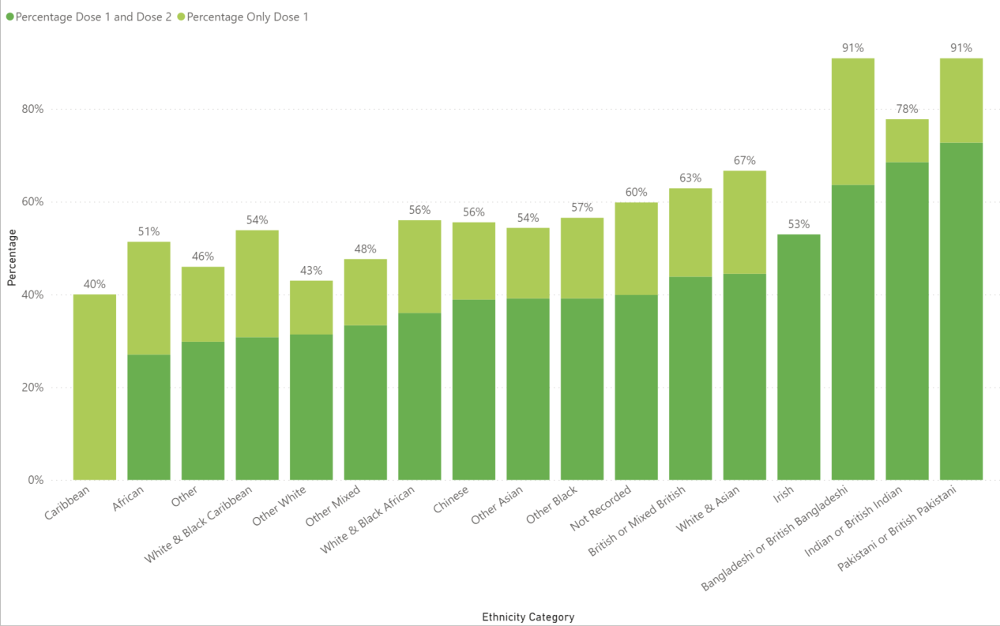 Percentage Dose 1 and Dose 2 Percentage Only Dose 1
91% 91%
80%
78%
67%
63%
60%
60%
57%
56% 56%
54%
54%
53%
51%
48%
46%
43%
40%
40%
20%
0%
Percentage
Caribbean
African
Other
White & Black Caribbean
Other White
Other Mixed
White & Black African
Chinese
Other Asian
Other Black
Not Recorded
British or Mixed British
White & Asian
Irish
Bangladeshi or British Bangladeshi
Indian or British Indian
Pakistani or British Pakistani
Ethnicity Category